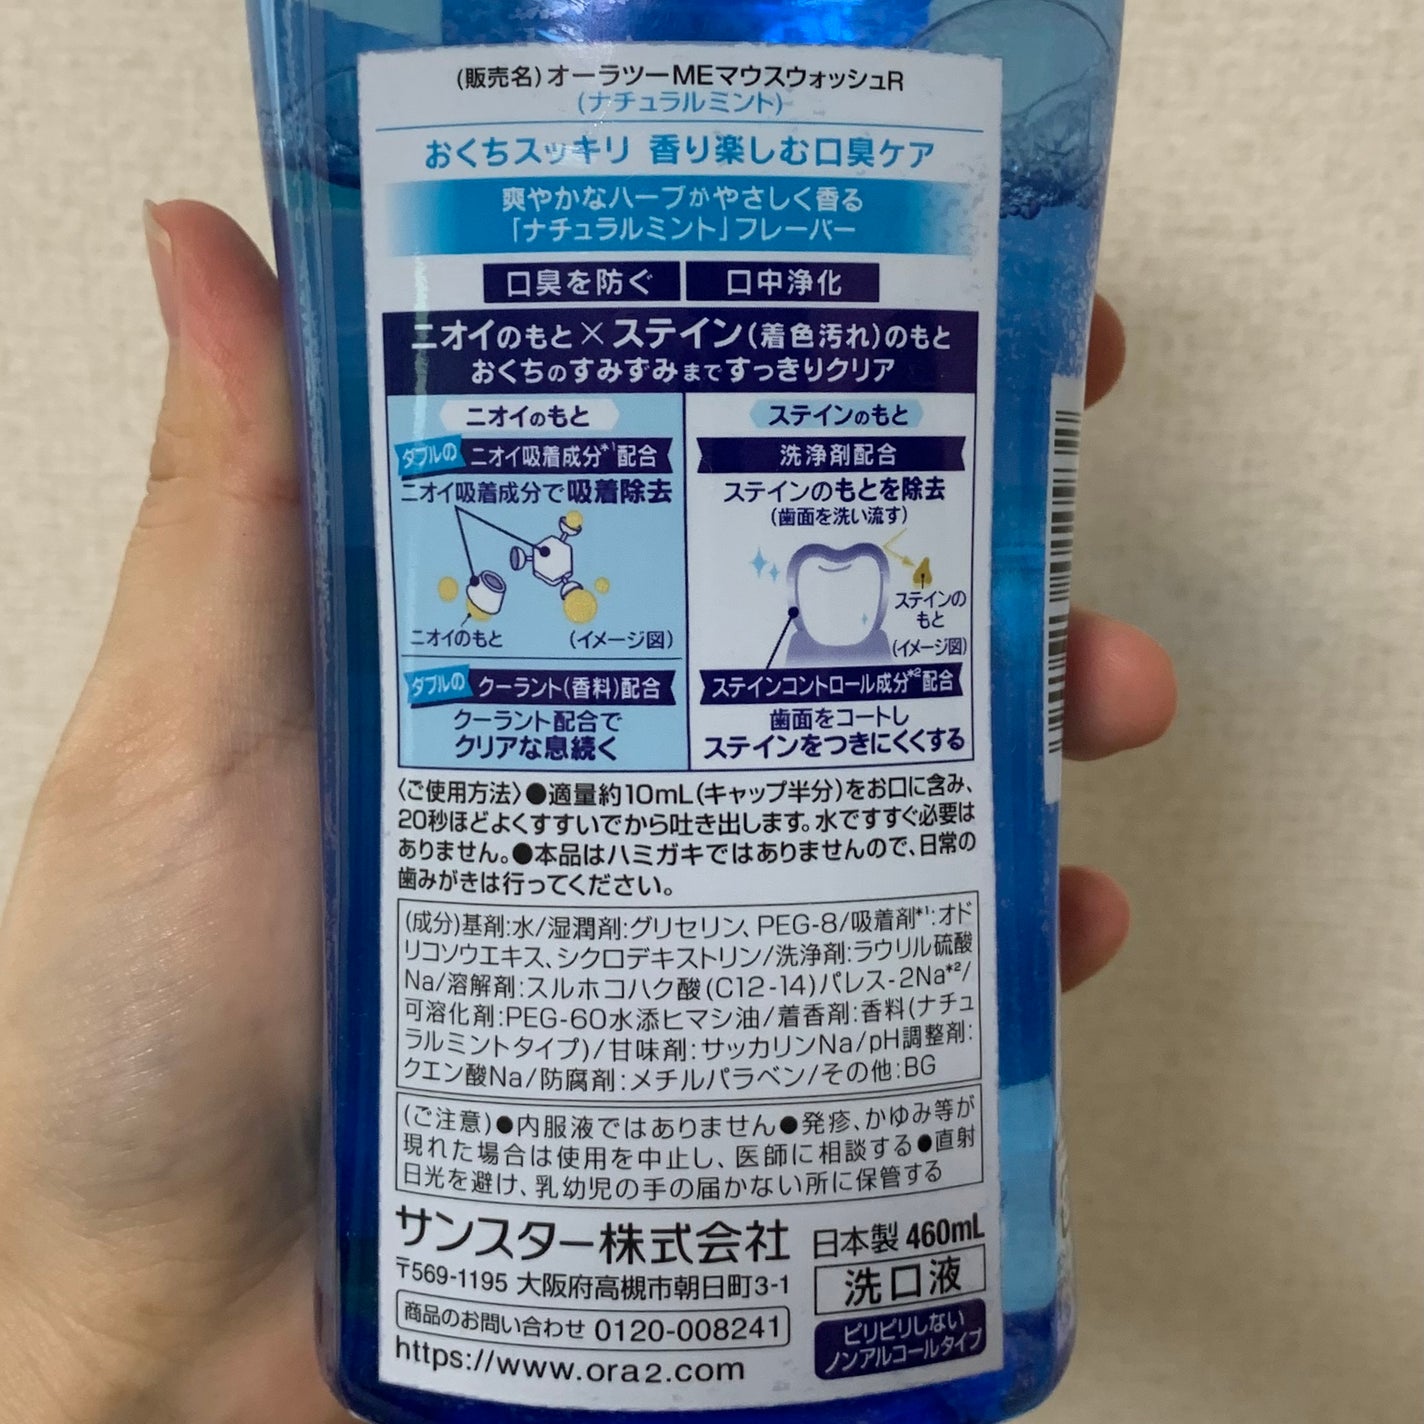 (販売名)オーラツーMEマウスウォッシュR
(ナチュラルミント)
おくちスッキリ 香り楽しむ口臭ケア
爽やかなハーブがやさしく香る
「ナチュラルミント」フレーバー
口臭を防ぐ 口中浄化
ニオイのもと×ステイン(着色汚れ)のもと
おくちのすみずみまですっきりクリア
ニオイのもと
ダブルの ニオイ吸着成分*1配合
ニオイ吸着成分で吸着除去
ニオイのもと (イメージ図)
ダブルの クーラント(香料)配合
クーラント配合で
クリアな息続く
ステインのもと
洗浄剤配合
ステインのもとを除去
(歯面を洗い流す)
ステインの
もと
(イメージ図)
ステインコントロール成分*2配合
歯面をコートし
ステインをつきにくくする
〈ご使用方法〉●適量約10mL(キャップ半分)をお口に含み、
20秒ほどよくすすいでから吐き出します。水ですすぐ必要は
ありません。●本品はハミガキではありませんので、日常の
歯みがきは行ってください。
(成分)基剤:水/湿潤剤:グリセリン、PEG-8/吸着剤*1:オド
リコソウエキス、シクロデキストリン/洗浄剤:ラウリル硫酸
Na/溶解剤:スルホコハク酸(C12-14)パレス-2Na*2/
可溶化剤:PEG-60水添ヒマシ油/着香剤:香料(ナチュ
ラルミントタイプ)/甘味剤:サッカリンNa/pH調整剤:
クエン酸Na/防腐剤:メチルパラベン/その他:BG
(ご注意)●内服液ではありません●発疹、かゆみ等が
現れた場合は使用を中止し、医師に相談する●直射
日光を避け、乳幼児の手の届かない所に保管する
サンスター株式会社
〒569-1195 大阪府高槻市朝日町3-1
商品のお問い合わせ 0120-008241
https://www.ora2.com
日本製 460mL
洗口液
ピリピリしない
ノンアルコールタイプ